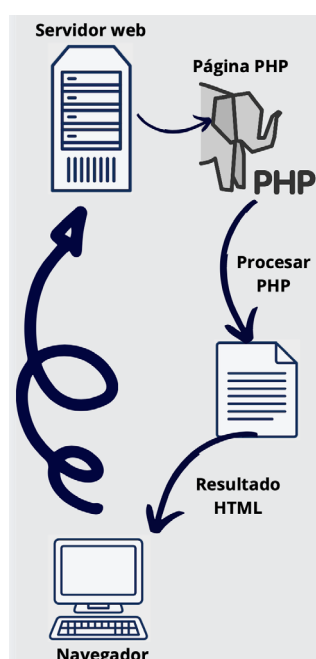 Servidor web
Página PHP
PHP
Procesar
PHP
Resultado
HTML
Navegador